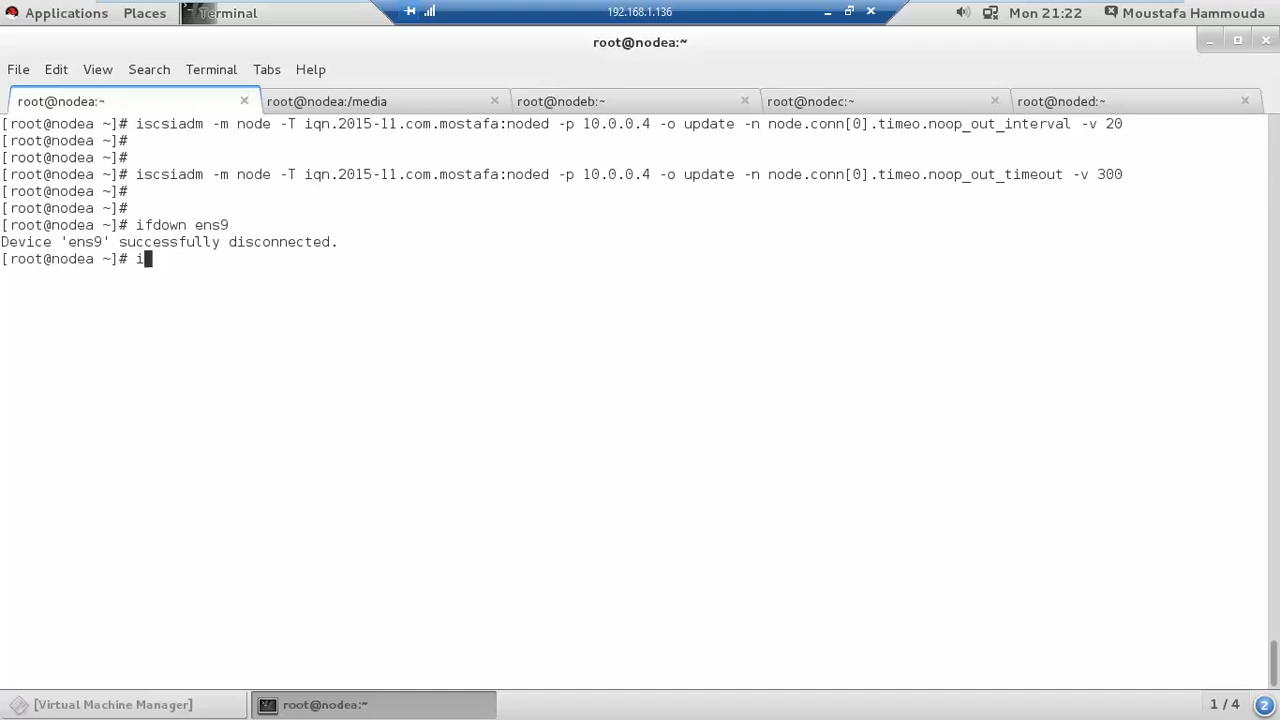 Applications Places Terminal 192.168.1.136 Mon 21:22 Moustafa Hammouda
root@nodea:~
File Edit View Search Terminal Tabs Help
root@nodea:~ root@nodea:/media root@nodeb:~ root@nodec:~ root@noded:~
[root@nodea ~]# iscsiadm -m node -T iqn.2015-11.com.mostafa:noded -p 10.0.0.4 -o update -n node.conn[0].timeo.noop_out_interval -v 20
[root@nodea ~]#
[root@nodea ~]#
[root@nodea ~]# iscsiadm -m node -T iqn.2015-11.com.mostafa:noded -p 10.0.0.4 -o update -n node.conn[0].timeo.noop_out_timeout -v 300
[root@nodea ~]#
[root@nodea ~]#
[root@nodea ~]# ifdown ens9
Device 'ens9' successfully disconnected.
[root@nodea ~]# i
[Virtual Machine Manager] root@nodea:~ 1 / 4 2